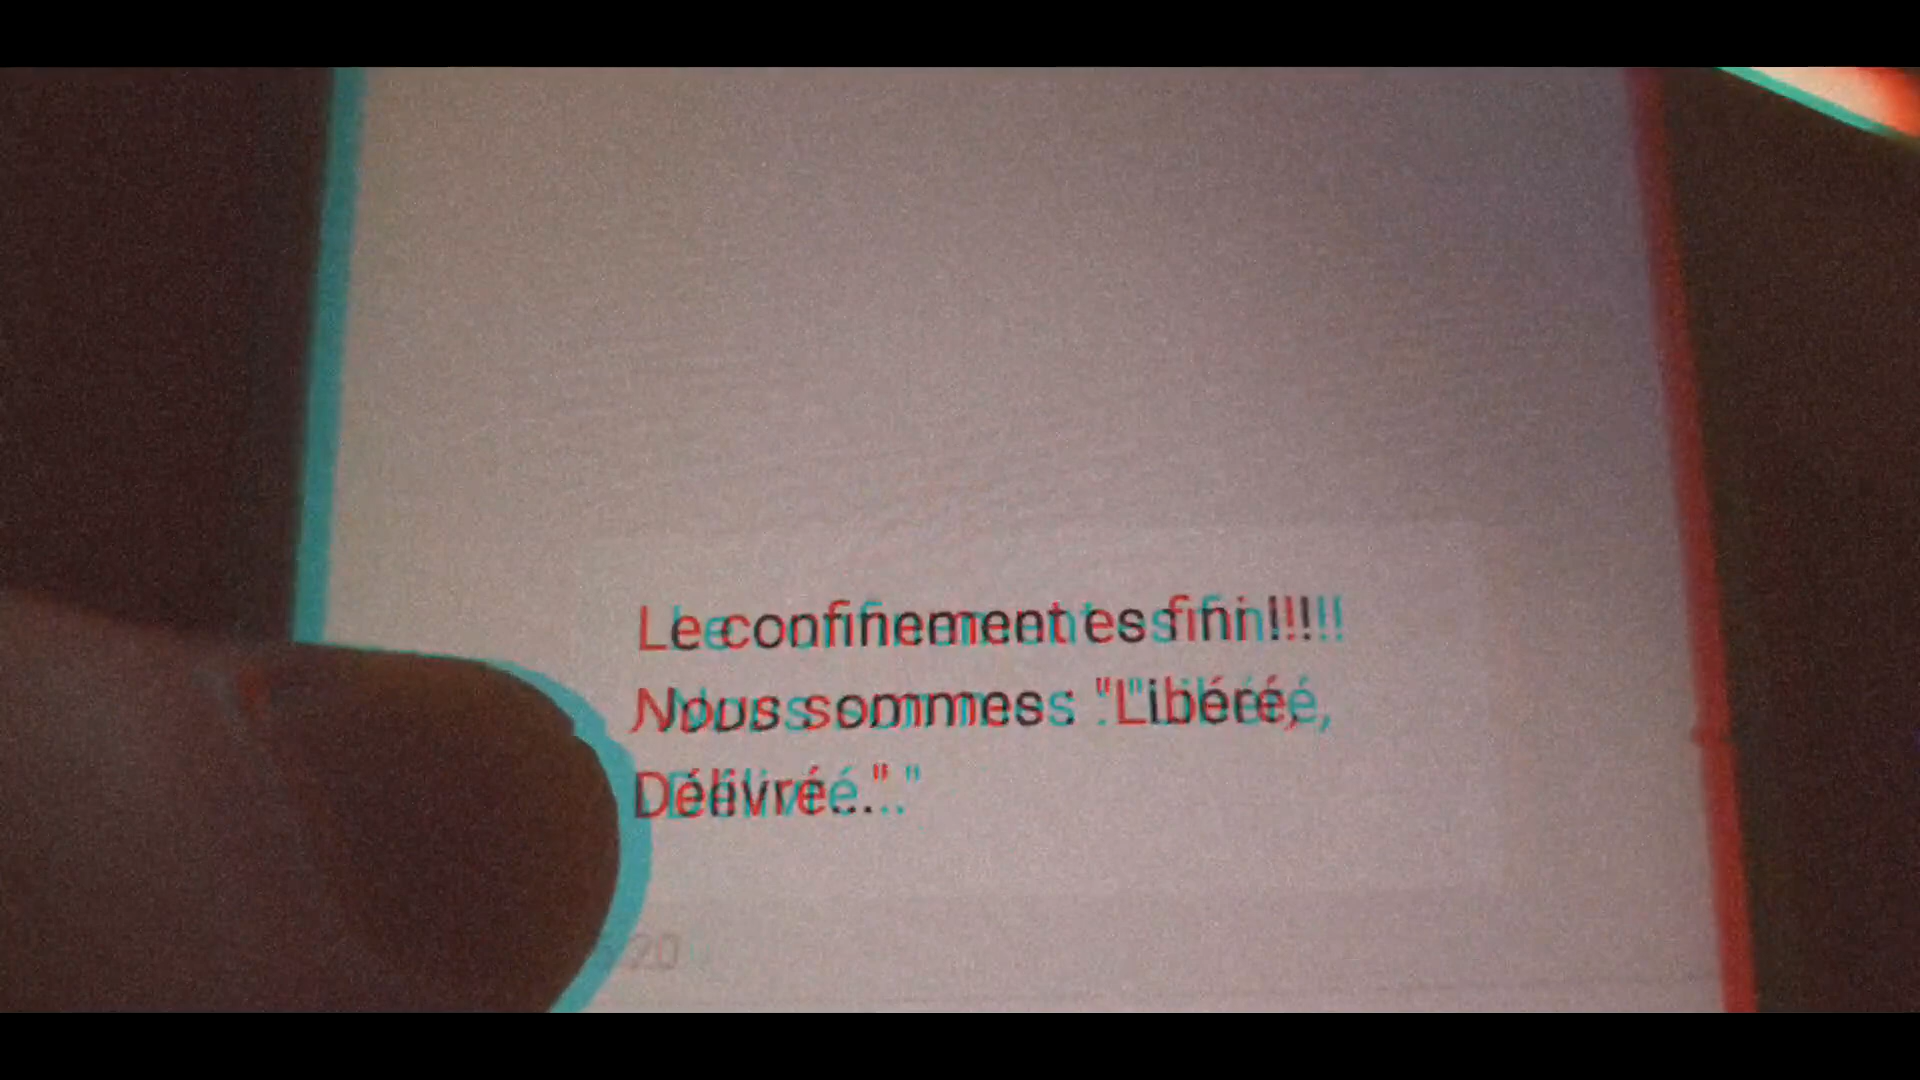 Le confinement es fini !!!
Nous sommes : "Libéré,
Délivré..."